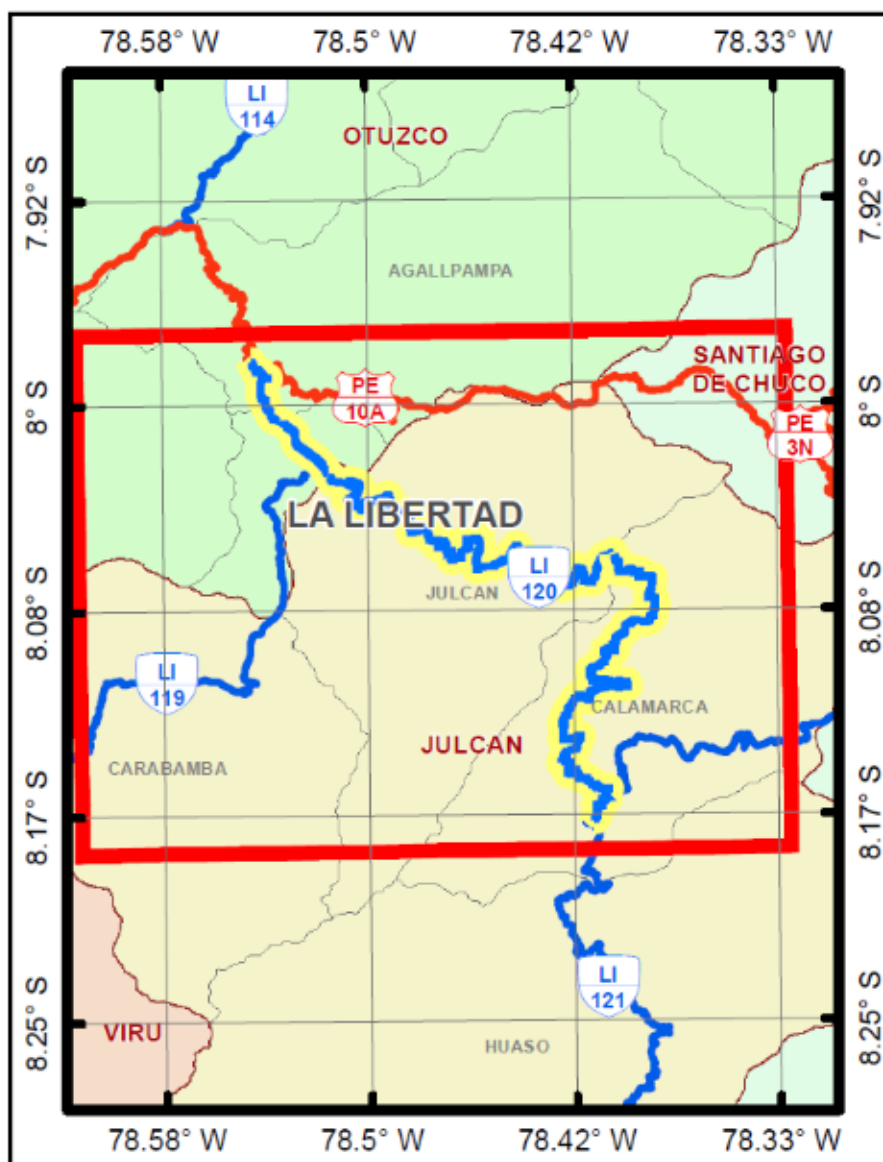 78.58° W 78.5° W 78.42° W 78.33° W
LI
114
OTUZCO
7.92° S
7.92° S
AGALLPAMPA
SANTIAGO
DE CHUCO
PE
10A
8° S
8° S
PE
3N
LA LIBERTAD
LI
120
JULCAN
8.08° S
8.08° S
LI
119
CALAMARCA
JULCAN
CARABAMBA
8.17° S
8.17° S
LI
121
8.25° S
8.25° S
VIRU
HUASO
78.58° W 78.5° W 78.42° W 78.33° W